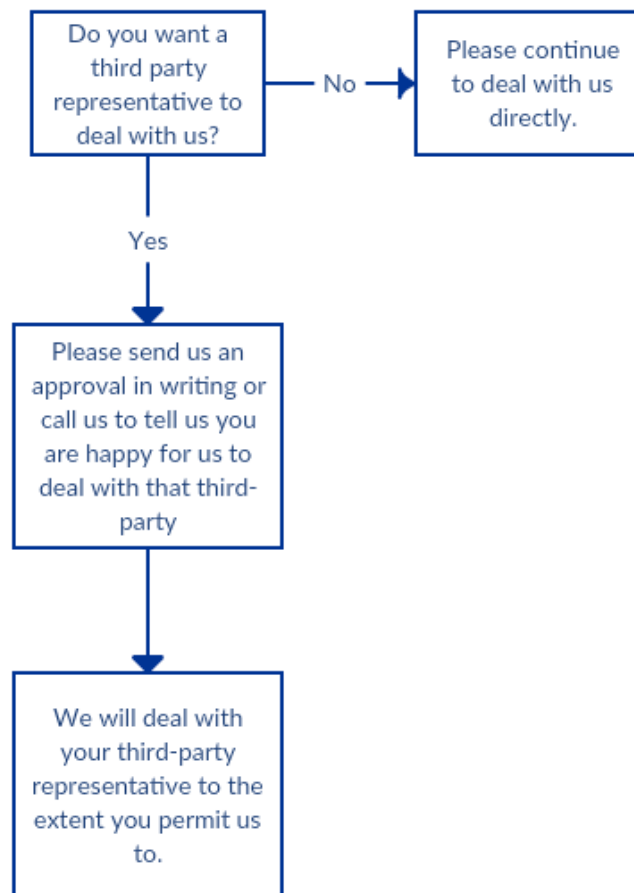 Do you want a
third party
representative to
deal with us?
No
Please continue
to deal with us
directly.
Yes
Please send us an
approval in writing or
call us to tell us you
are happy for us to
deal with that third-
party
We will deal with
your third-party
representative to the
extent you permit us
to.